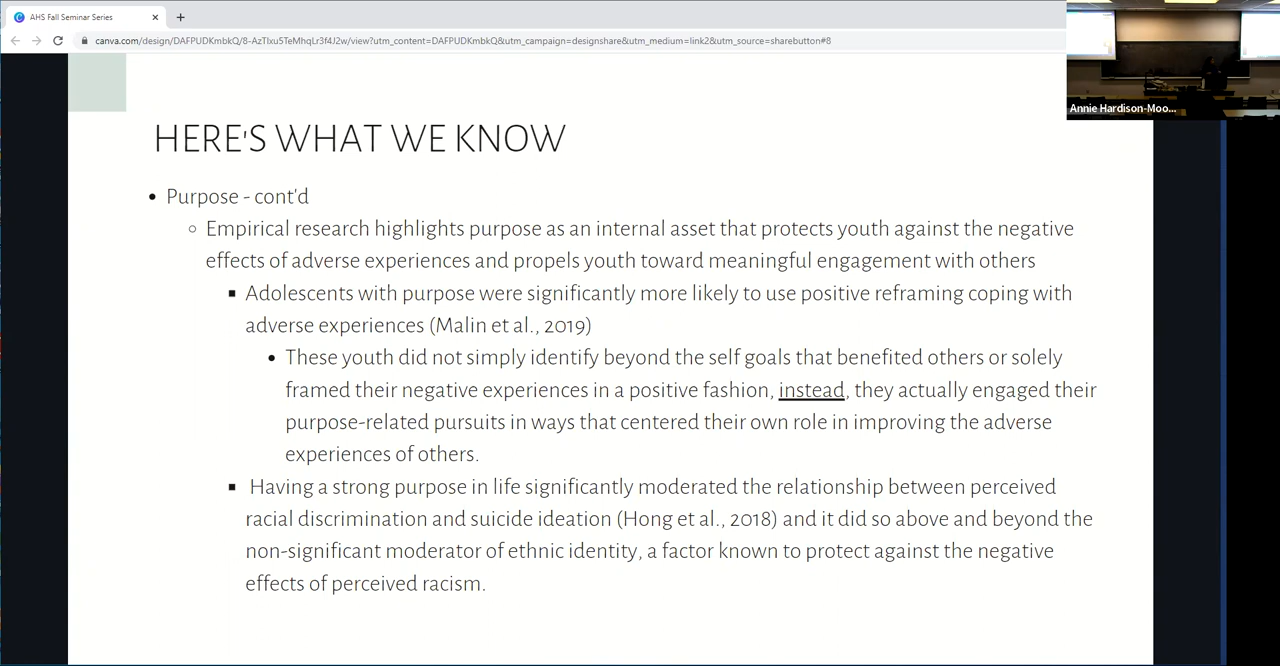 AHS Fall Seminar Series
canva.com/design/DAFPUDKmbkQ/8-AzTlxu5TeMhqLr3f4J2w/view?utm_content=DAFPUDKmbkQ&utm_campaign=designshare&utm_medium=link2&utm_source=sharebutton#8
Annie Hardison-Moo...
HERE'S WHAT WE KNOW
• Purpose - cont'd
○ Empirical research highlights purpose as an internal asset that protects youth against the negative
effects of adverse experiences and propels youth toward meaningful engagement with others
▪ Adolescents with purpose were significantly more likely to use positive reframing coping with
adverse experiences (Malin et al., 2019)
• These youth did not simply identify beyond the self goals that benefited others or solely
framed their negative experiences in a positive fashion, instead, they actually engaged their
purpose-related pursuits in ways that centered their own role in improving the adverse
experiences of others.
▪ Having a strong purpose in life significantly moderated the relationship between perceived
racial discrimination and suicide ideation (Hong et al., 2018) and it did so above and beyond the
non-significant moderator of ethnic identity, a factor known to protect against the negative
effects of perceived racism.